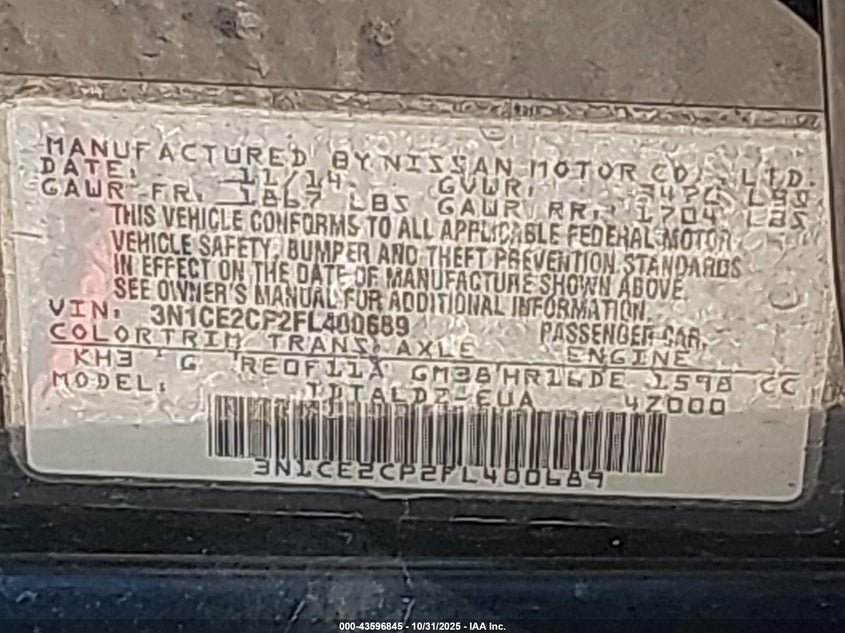 MANUFACTURED BY NISSAN MOTOR CO., LTD.
DATE: 11/14 GVWR: LBS
GAWR FR. 1867 LBS GAWR RR. 1704 LBS
THIS VEHICLE CONFORMS TO ALL APPLICABLE FEDERAL MOTOR
VEHICLE SAFETY, BUMPER AND THEFT PREVENTION STANDARDS
IN EFFECT ON THE DATE OF MANUFACTURE SHOWN ABOVE.
SEE OWNER'S MANUAL FOR ADDITIONAL INFORMATION.
VIN: 3N1CE2CP2FL400689 PASSENGER CAR,
COLOR TRIM TRANS AXLE ENGINE
KH3 G RE0F11A GM38 HR16DE 1598 CC
MODEL: 4Z000
3N1CE2CP2FL400689
000-43596845 - 10/31/2025 - IAA Inc.